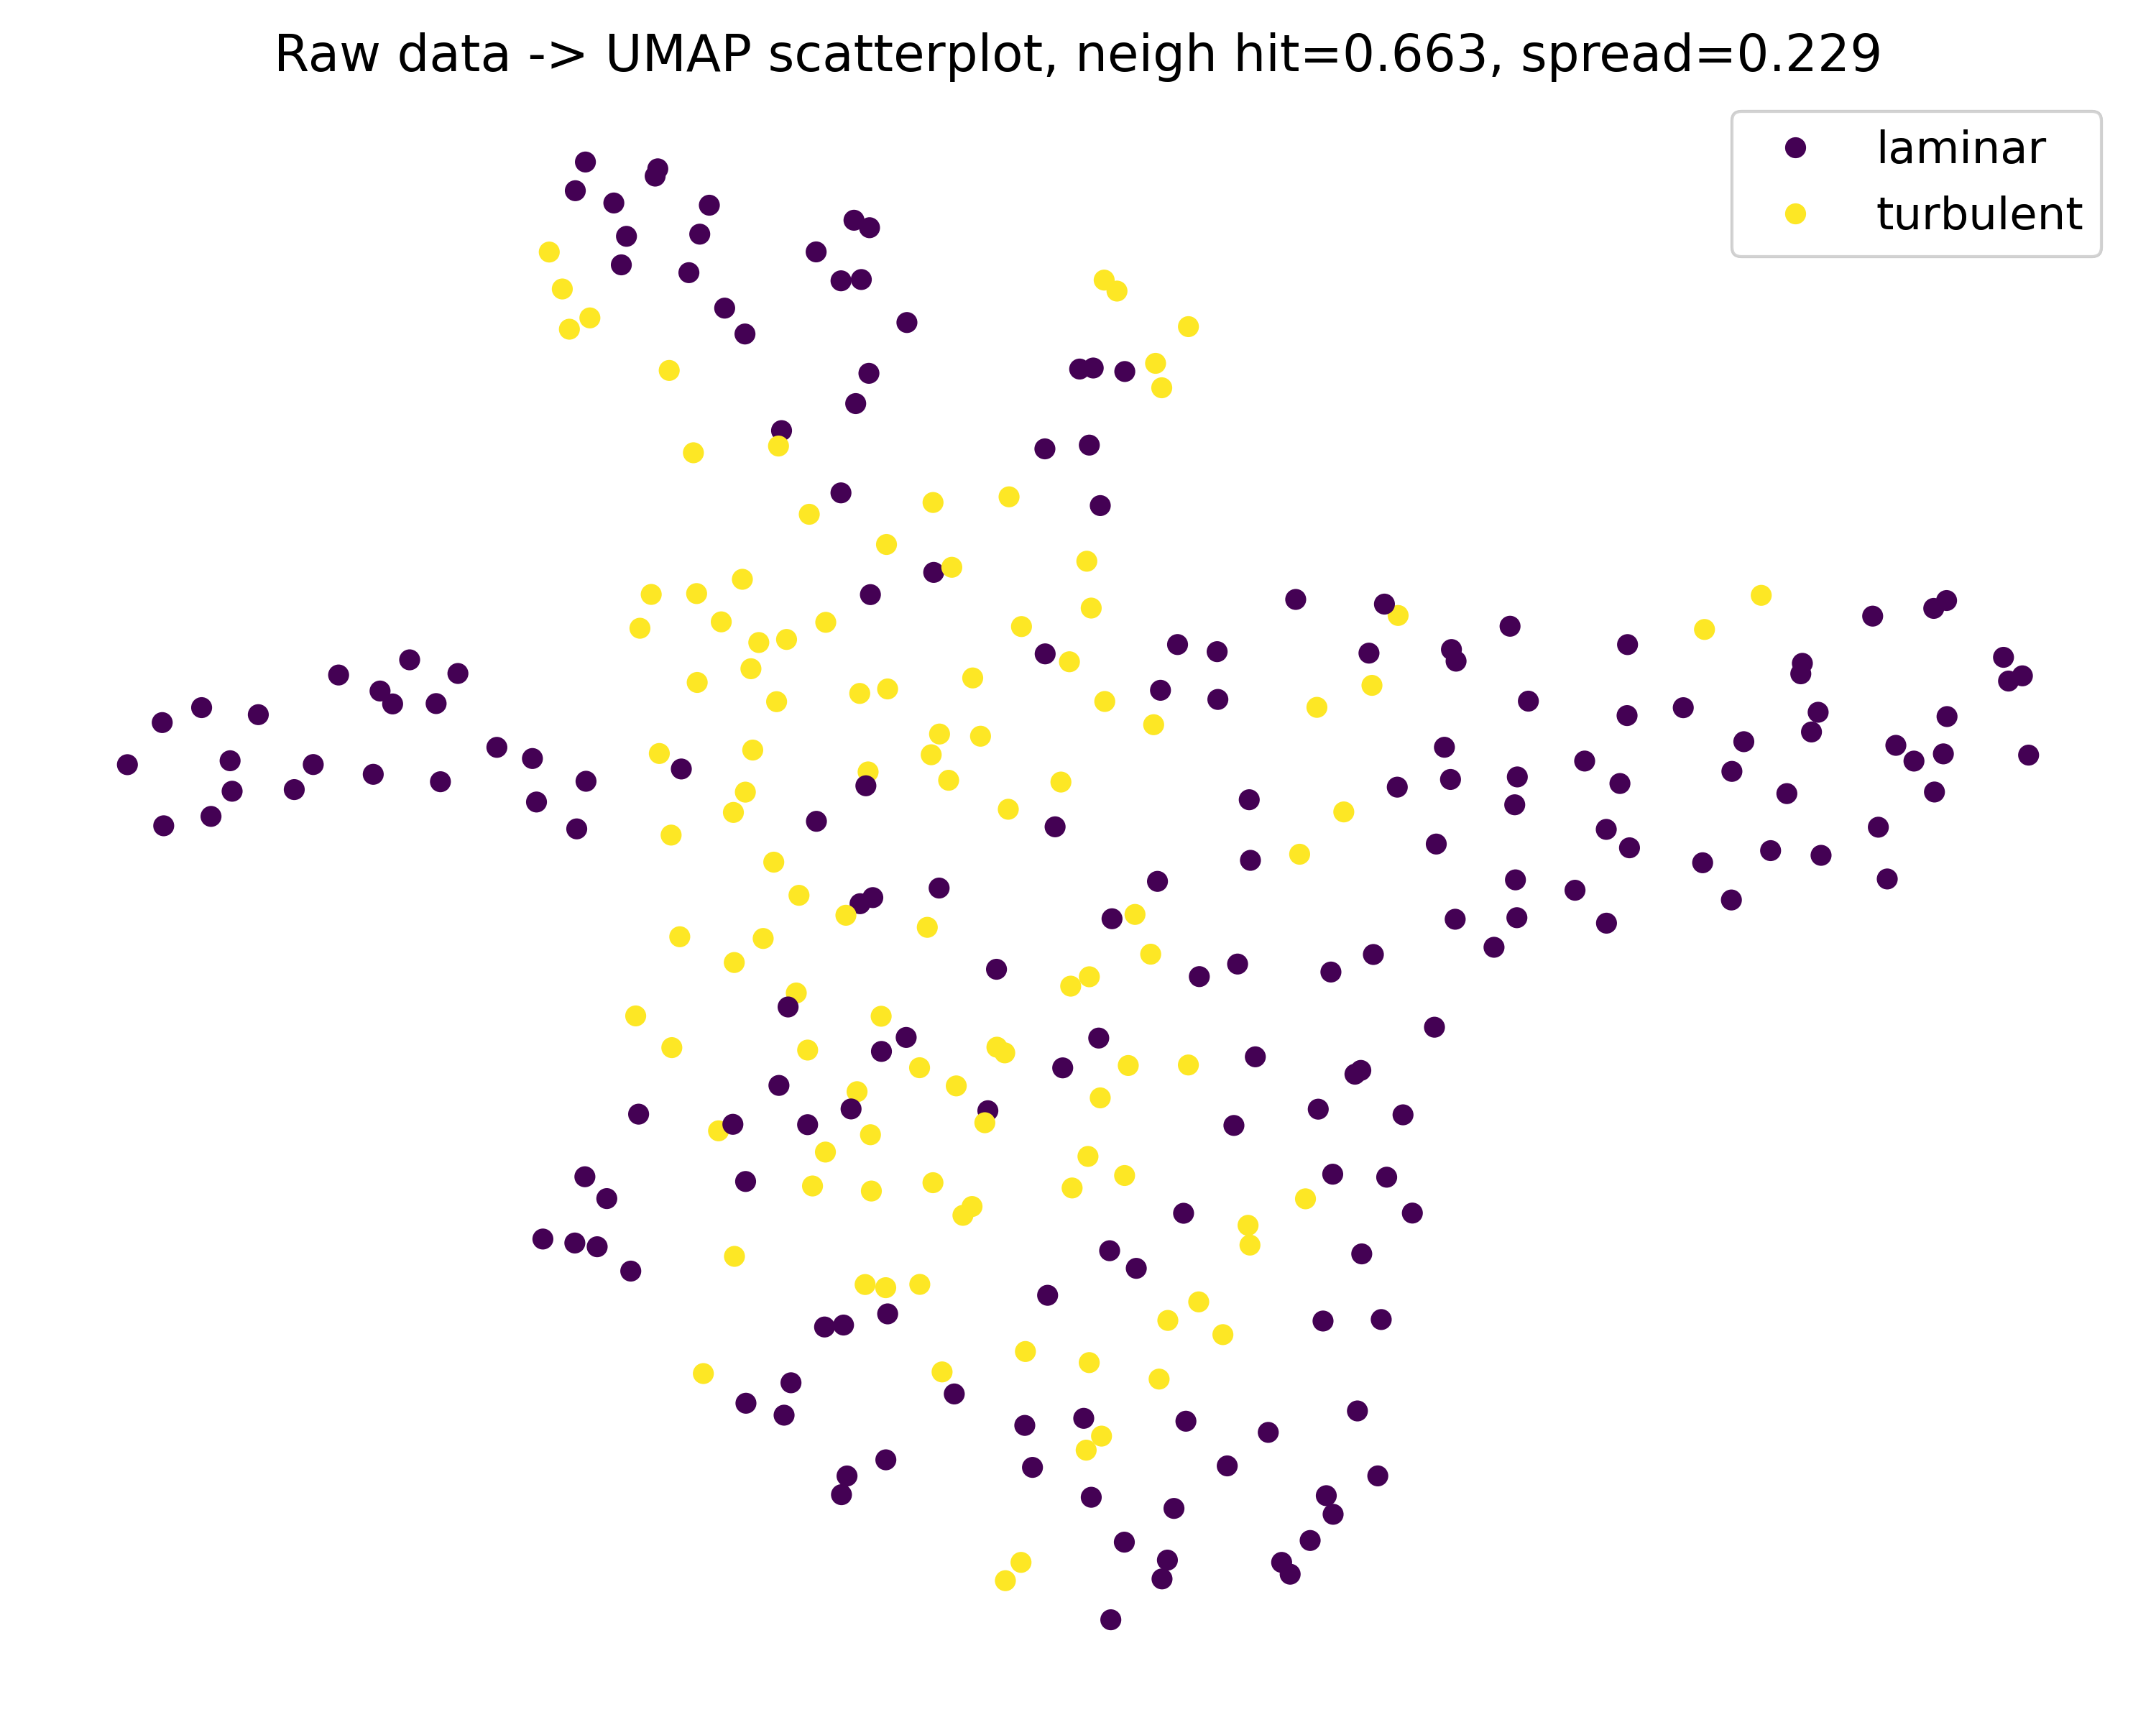 Raw data -> UMAP scatterplot, neigh hit=0.663, spread=0.229
laminar
turbulent